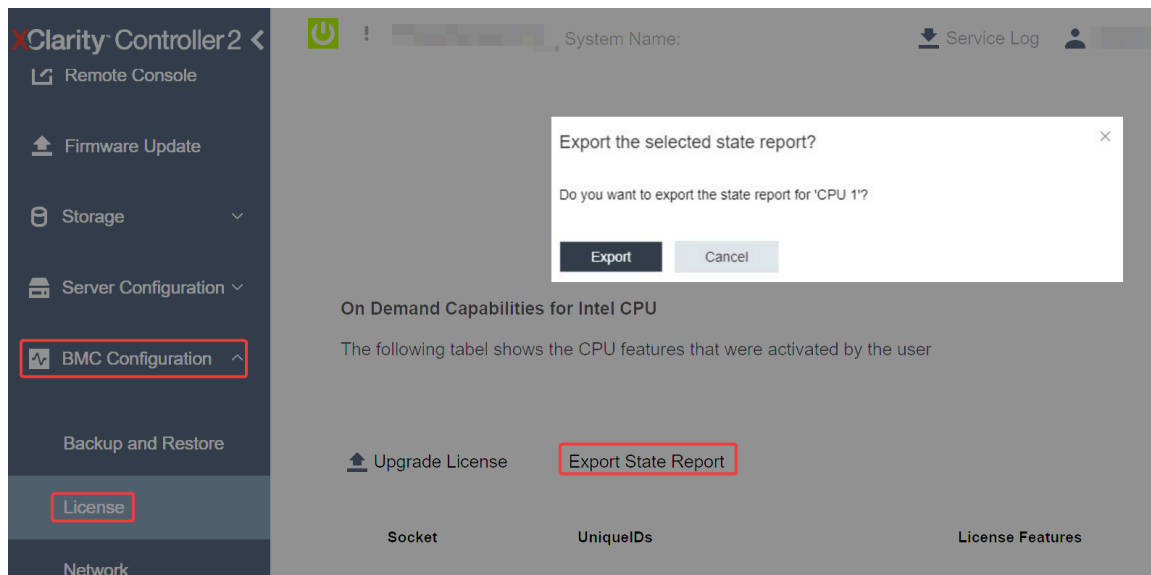 XClarity Controller 2
Remote Console
Firmware Update
Storage
Server Configuration
BMC Configuration
Backup and Restore
License
Network
System Name:
Service Log
Export the selected state report?
Do you want to export the state report for 'CPU 1'?
Export Cancel
On Demand Capabilities for Intel CPU
The following tabel shows the CPU features that were activated by the user
Upgrade License Export State Report
Socket UniqueIDs License Features